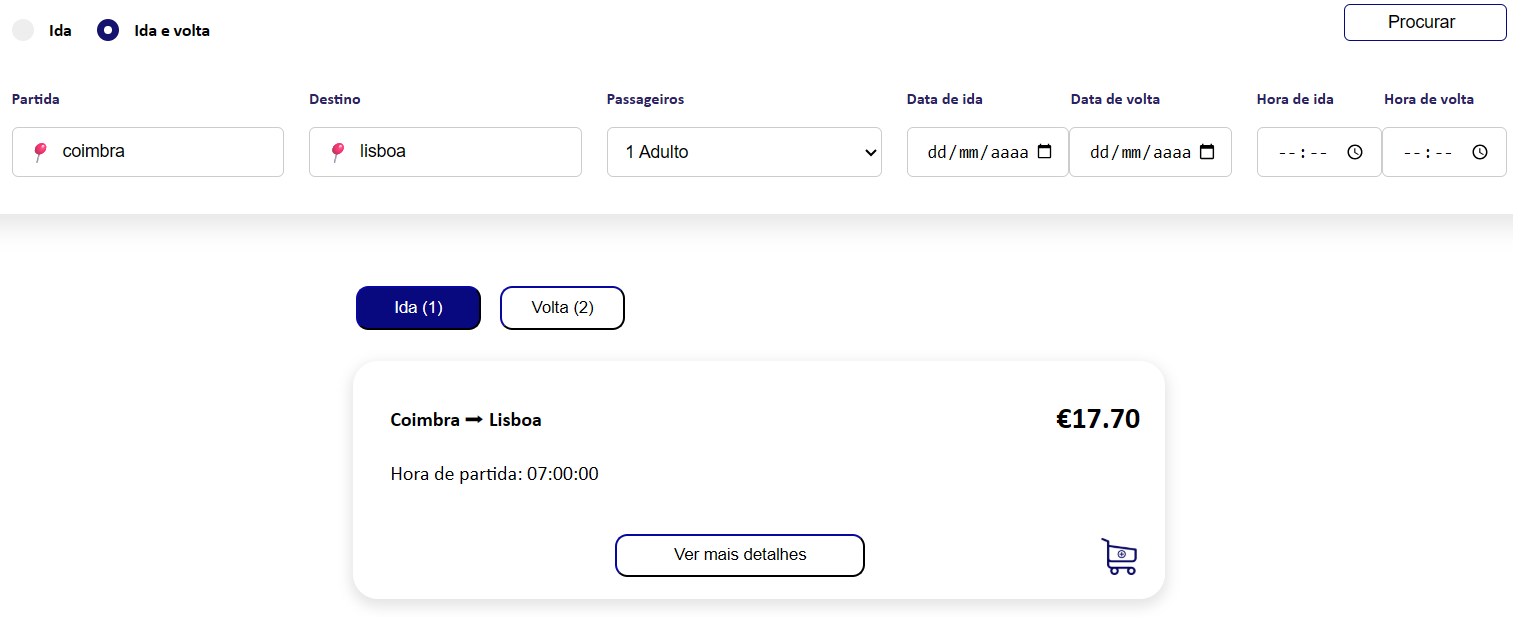 Ida Ida e volta Procurar
Partida Destino Passageiros Data de ida Data de volta Hora de ida Hora de volta
coimbra lisboa 1 Adulto dd/mm/aaaa dd/mm/aaaa --:-- --:--
Ida (1) Volta (2)
Coimbra ➞ Lisboa €17.70
Hora de partida: 07:00:00
Ver mais detalhes